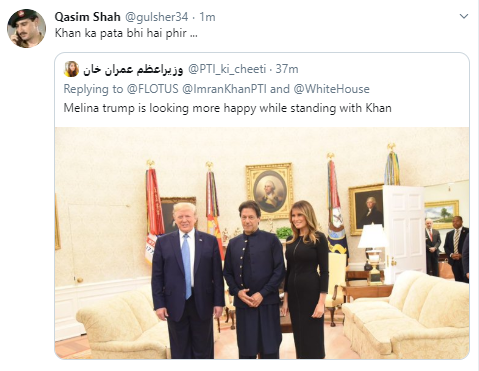 Qasim Shah @gulsher34 · 1m
Khan ka pata bhi hai phir ...
وزیراعظم عمران خان @PTI_ki_cheeti · 37m
Replying to @FLOTUS @ImranKhanPTI and @WhiteHouse
Melina trump is looking more happy while standing with Khan